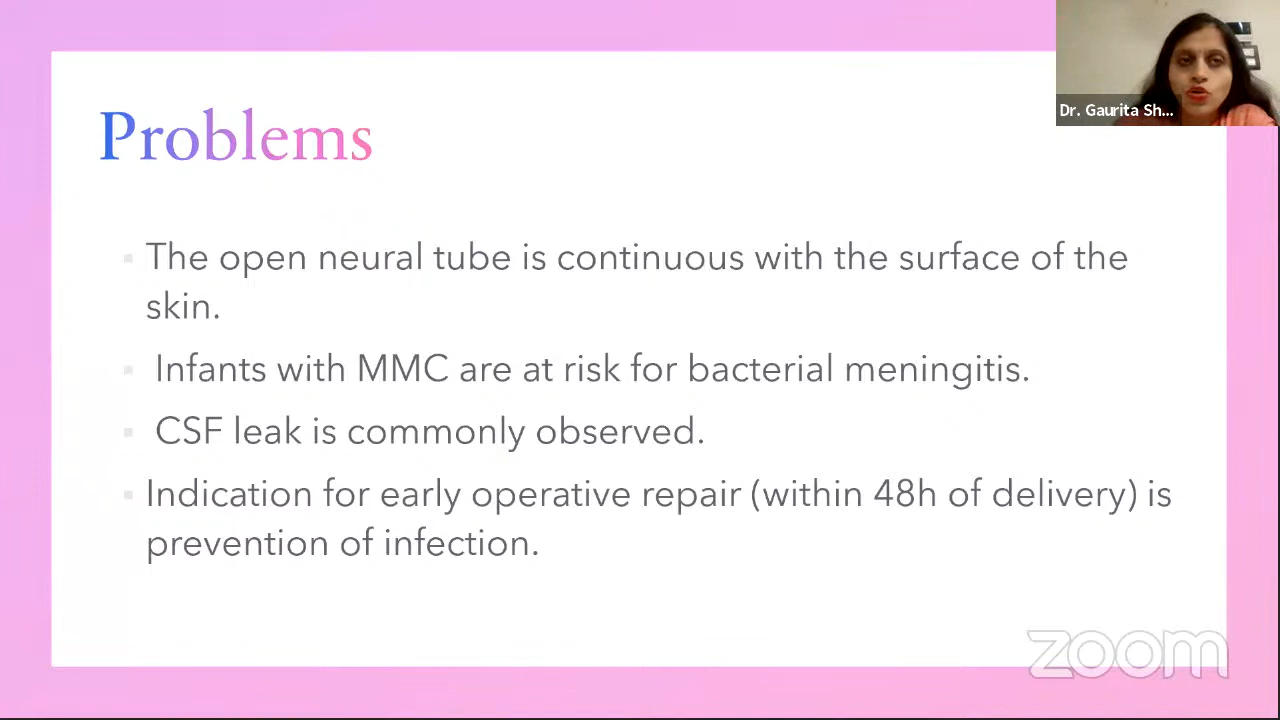 Dr. Gaurita Sh...
Problems
The open neural tube is continuous with the surface of the
skin.
Infants with MMC are at risk for bacterial meningitis.
CSF leak is commonly observed.
Indication for early operative repair (within 48h of delivery) is
prevention of infection.
zoom